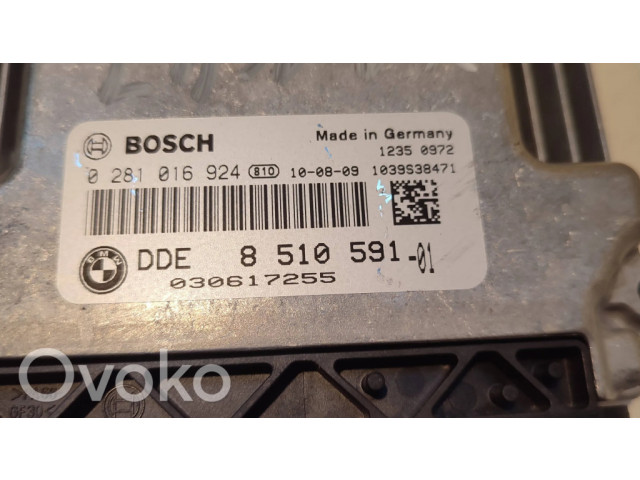 BOSCH
Made in Germany
1235 0972
0 281 016 924 810 10-08-09 1039S38471
BMW
DDE 8 510 591-01
030617255
Ovoko